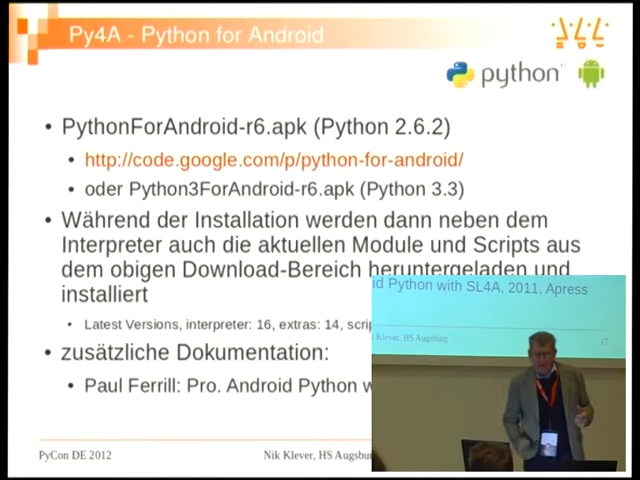 Py4A - Python for Android
python
• PythonForAndroid-r6.apk (Python 2.6.2)
• http://code.google.com/p/python-for-android/
• oder Python3ForAndroid-r6.apk (Python 3.3)
• Während der Installation werden dann neben dem
Interpreter auch die aktuellen Module und Scripts aus
dem obigen Download-Bereich heruntergeladen und
installiert
• Latest Versions, interpreter: 16, extras: 14, scrip
• zusätzliche Dokumentation:
• Paul Ferrill: Pro. Android Python w
id Python with SL4A, 2011, Apress
Klever, HS Augsburg
17
PyCon DE 2012
Nik Klever, HS Augsburg